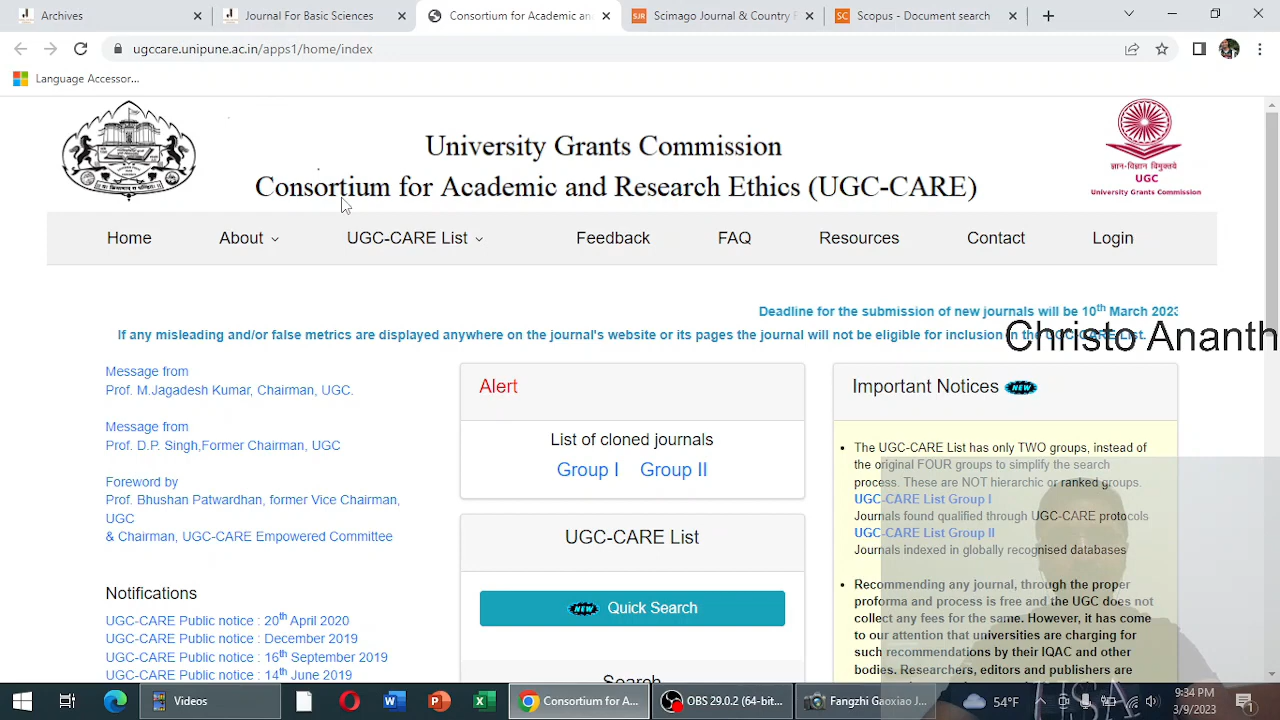 Archives
Journal For Basic Sciences
Consortium for Academic an
Scimago Journal & Country F
Scopus - Document search
ugccare.unipune.ac.in/apps1/home/index
Language Accessor...
University Grants Commission
Consortium for Academic and Research Ethics (UGC-CARE)
ज्ञान-विज्ञान विमुक्तये
UGC
University Grants Commission
Home
About
UGC-CARE List
Feedback
FAQ
Resources
Contact
Login
Deadline for the submission of new journals will be 10th March 2023
If any misleading and/or false metrics are displayed anywhere on the journal's website or its pages the journal will not be eligible for inclusion in the UGC-CARE List.
Christo Ananth
Message from
Prof. M.Jagadesh Kumar, Chairman, UGC.
Message from
Prof. D.P. Singh,Former Chairman, UGC
Foreword by
Prof. Bhushan Patwardhan, former Vice Chairman,
UGC
& Chairman, UGC-CARE Empowered Committee
Notifications
UGC-CARE Public notice : 20th April 2020
UGC-CARE Public notice : December 2019
UGC-CARE Public notice : 16th September 2019
UGC-CARE Public notice : 14th June 2019
Alert
List of cloned journals
Group I Group II
UGC-CARE List
NEW Quick Search
Search
Important Notices NEW
The UGC-CARE List has only TWO groups, instead of
the original FOUR groups to simplify the search
process. These are NOT hierarchic or ranked groups.
UGC-CARE List Group I
Journals found qualified through UGC-CARE protocols
UGC-CARE List Group II
Journals indexed in globally recognised databases
Recommending any journal, through the proper
proforma and process is free and the UGC does not
collect any fees for the same. However, it has come
to our attention that universities are charging for
such recommendations by their IQAC and other
bodies. Researchers, editors and publishers are
Videos
Consortium for A...
OBS 29.0.2 (64-bit...
Fangzhi Gaoxiao J...
54°F
9:34 PM
3/9/2023